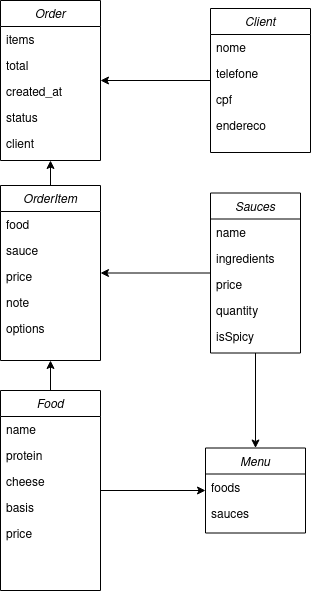 Order
items
total
created_at
status
client
Client
nome
telefone
cpf
endereco
OrderItem
food
sauce
price
note
options
Sauces
name
ingredients
price
quantity
isSpicy
Food
name
protein
cheese
basis
price
Menu
foods
sauces